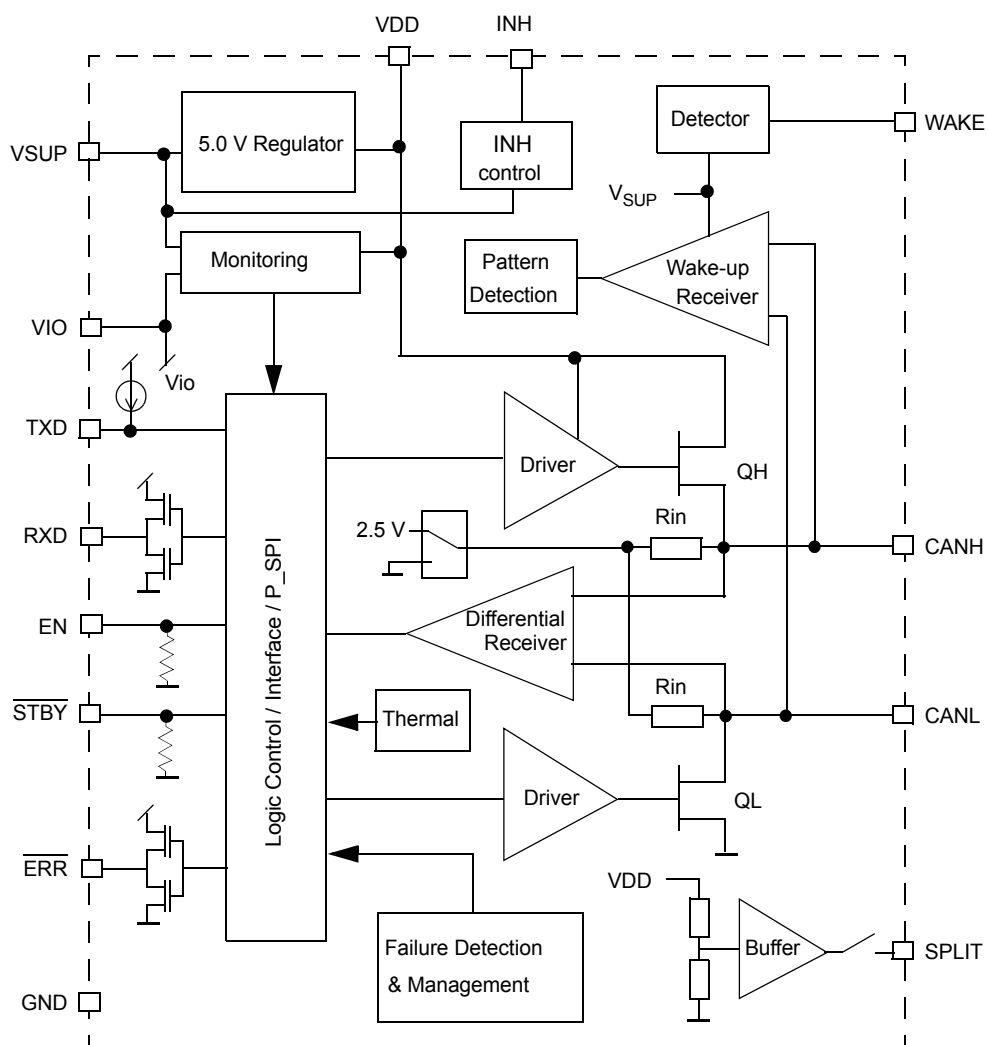 VDD
INH
VSUP
5.0 V Regulator
INH
control
Detector
WAKE
VSUP
Monitoring
Pattern
Detection
Wake-up
Receiver
VIO
Vio
TXD
Driver
QH
RXD
2.5 V
Rin
CANH
Logic Control / Interface / P_SPI
EN
Differential
Receiver
STBY
Thermal
Rin
CANL
Driver
QL
ERR
VDD
Failure Detection
& Management
Buffer
SPLIT
GND